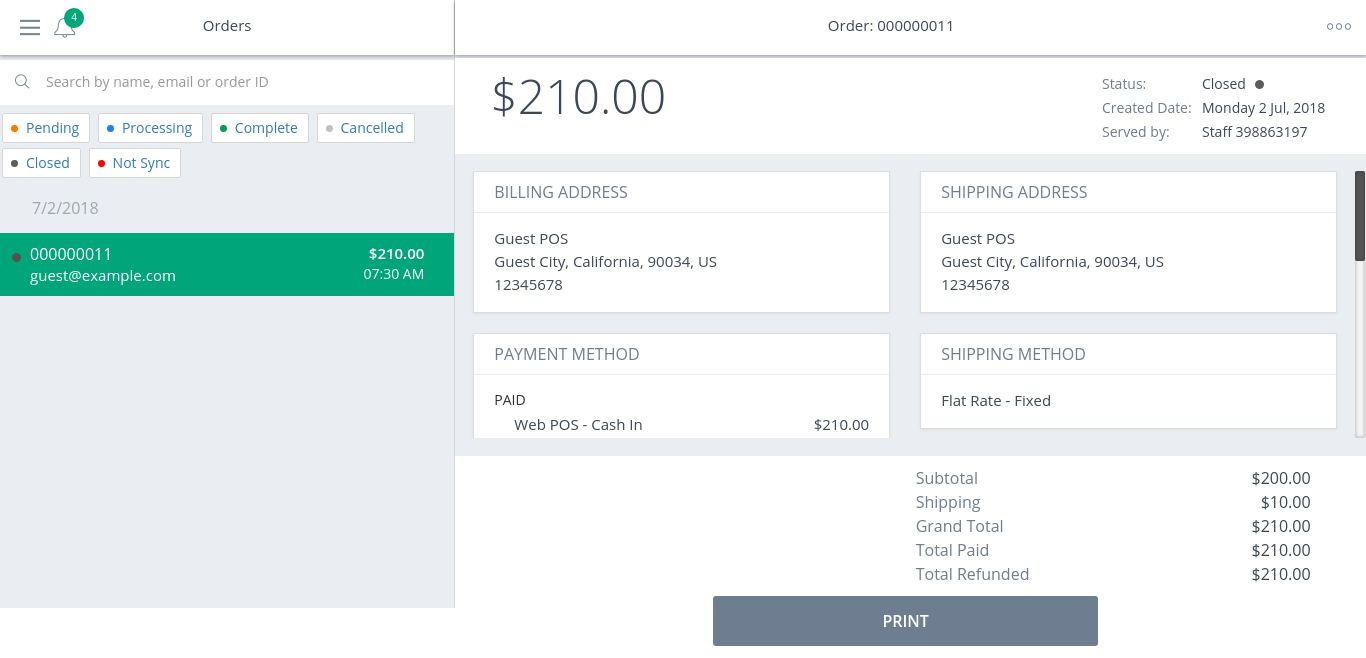 4
Orders
Search by name, email or order ID
Pending Processing Complete Cancelled
Closed Not Sync
7/2/2018
000000011 $210.00
guest@example.com 07:30 AM
Order: 000000011
$210.00
Status: Closed
Created Date: Monday 2 Jul, 2018
Served by: Staff 398863197
BILLING ADDRESS
Guest POS
Guest City, California, 90034, US
12345678
SHIPPING ADDRESS
Guest POS
Guest City, California, 90034, US
12345678
PAYMENT METHOD
PAID
Web POS - Cash In $210.00
SHIPPING METHOD
Flat Rate - Fixed
Subtotal $200.00
Shipping $10.00
Grand Total $210.00
Total Paid $210.00
Total Refunded $210.00
PRINT